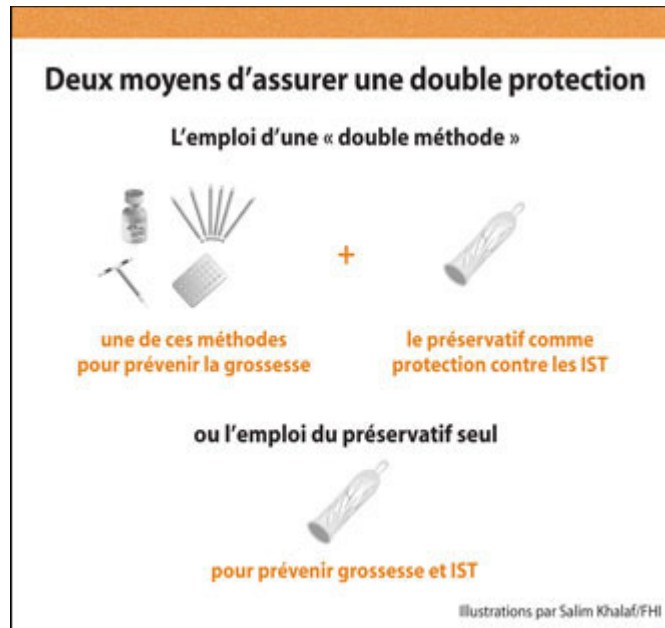 Deux moyens d'assurer une double protection
L'emploi d'une « double méthode »
+
une de ces méthodes
pour prévenir la grossesse
le préservatif comme
protection contre les IST
ou l'emploi du préservatif seul
pour prévenir grossesse et IST
Illustrations par Salim Khalaf/FHI